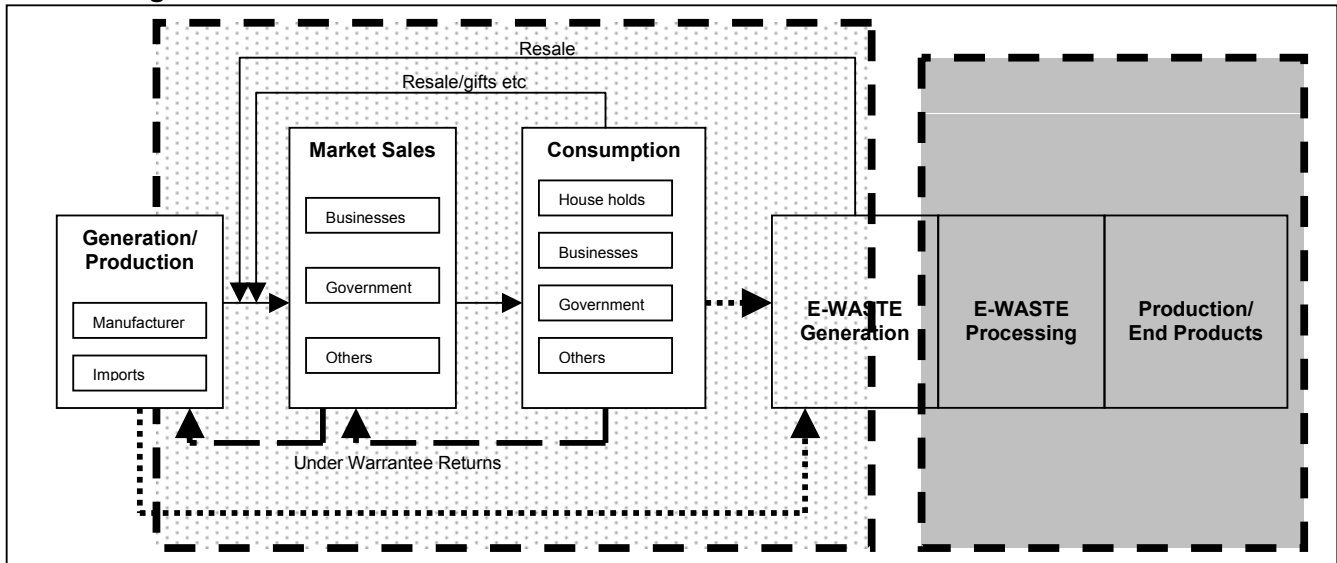 Resale
Resale/gifts etc
Generation/
Production
Manufacturer
Imports
Market Sales
Businesses
Government
Others
Consumption
House holds
Businesses
Government
Others
E-WASTE
Generation
E-WASTE
Processing
Production/
End Products
Under Warrantee Returns